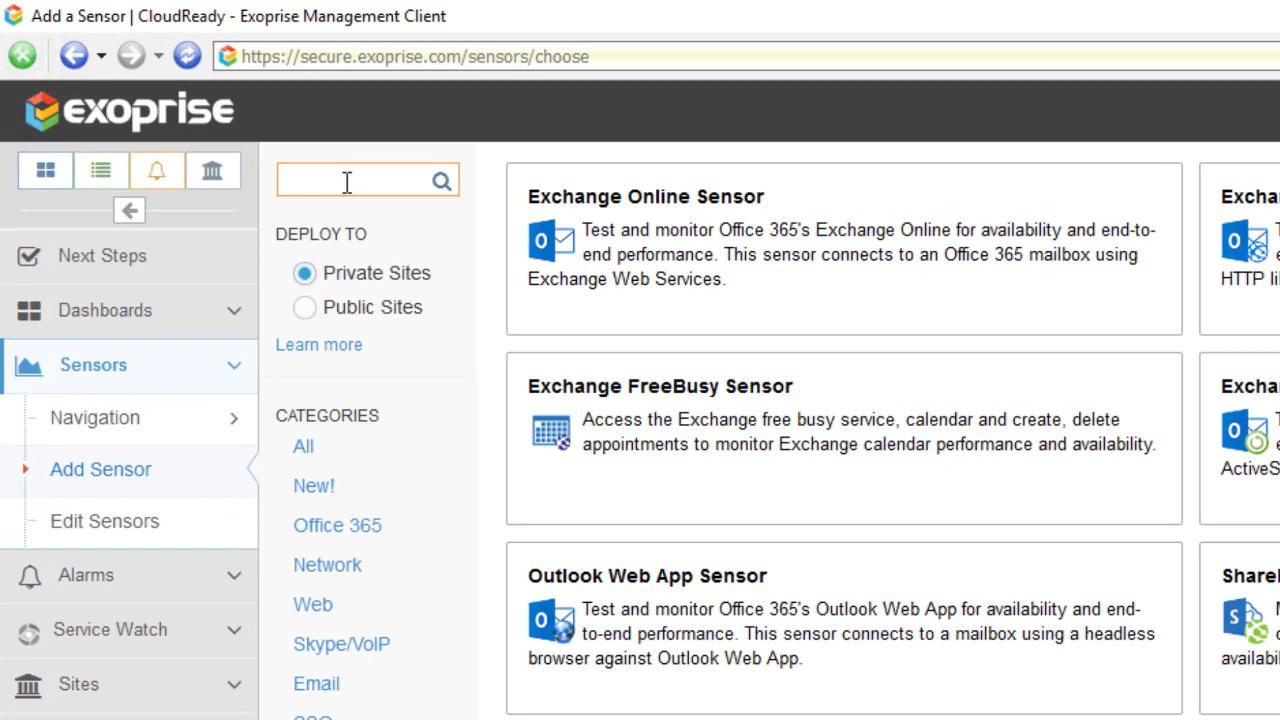 Add a Sensor | CloudReady - Exoprise Management Client
https://secure.exoprise.com/sensors/choose
exoprise
Next Steps
Dashboards
Sensors
Navigation
Add Sensor
Edit Sensors
Alarms
Service Watch
Sites
DEPLOY TO
Private Sites
Public Sites
Learn more
CATEGORIES
All
New!
Office 365
Network
Web
Skype/VoIP
Email
Exchange Online Sensor
Test and monitor Office 365's Exchange Online for availability and end-to-
end performance. This sensor connects to an Office 365 mailbox using
Exchange Web Services.
Exchange FreeBusy Sensor
Access the Exchange free busy service, calendar and create, delete
appointments to monitor Exchange calendar performance and availability.
Outlook Web App Sensor
Test and monitor Office 365's Outlook Web App for availability and end-
to-end performance. This sensor connects to a mailbox using a headless
browser against Outlook Web App.
Excha
HTTP li
Excha
ActiveS
Share
availabi